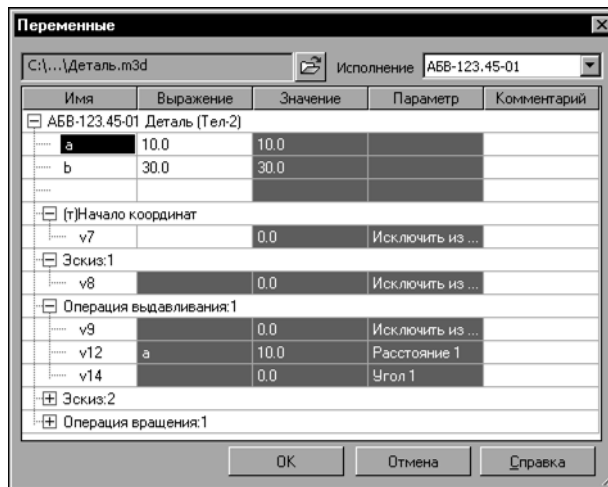 Переменные
C:\...\Деталь.m3d Исполнение АБВ-123.45-01
Имя Выражение Значение Параметр Комментарий
АБВ-123.45-01 Деталь (Тел-2)
a 10.0 10.0
b 30.0 30.0
(т)Начало координат
v7 0.0 Исключить из ...
Эскиз:1
v8 0.0 Исключить из ...
Операция выдавливания:1
v9 0.0 Исключить из ...
v12 a 10.0 Расстояние 1
v14 0.0 Угол 1
Эскиз:2
Операция вращения:1
OK Отмена Справка